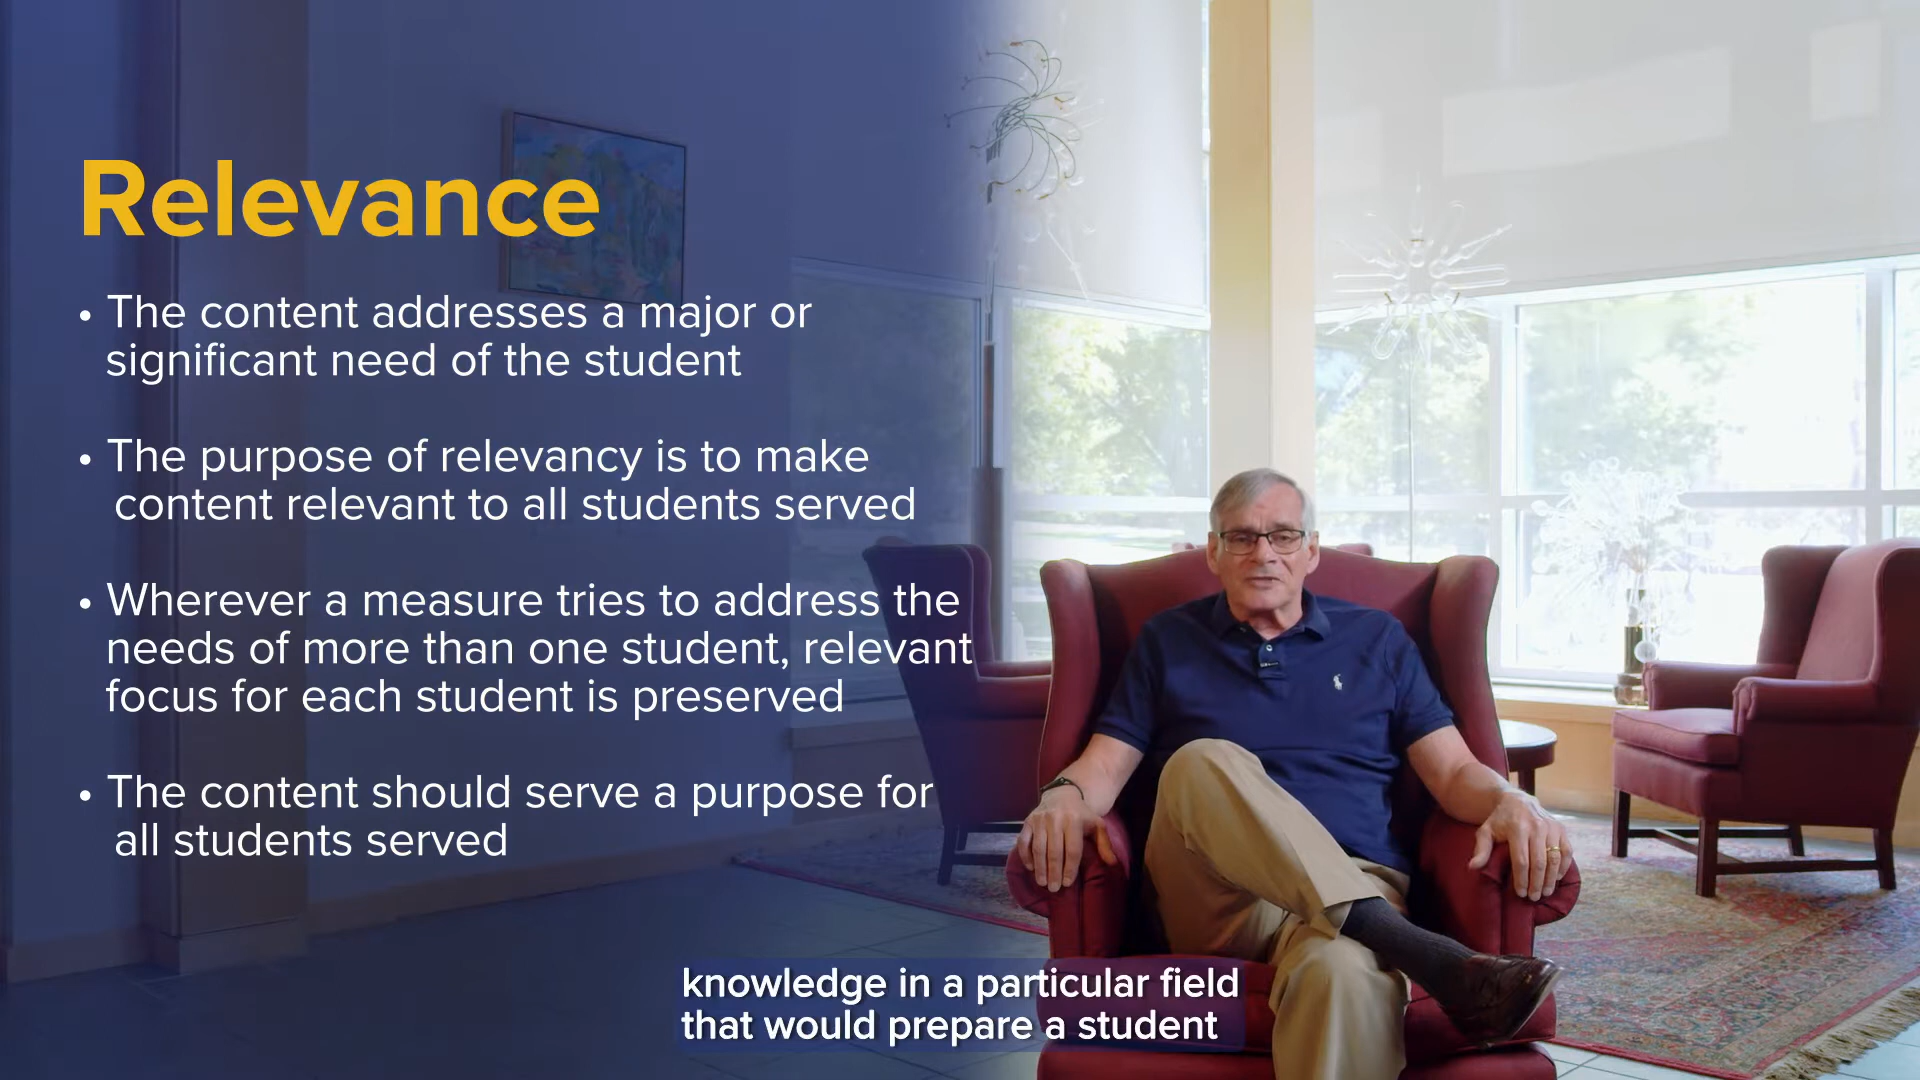 Relevance
• The content addresses a major or
significant need of the student
• The purpose of relevancy is to make
content relevant to all students served
• Wherever a measure tries to address the
needs of more than one student, relevant
focus for each student is preserved
• The content should serve a purpose for
all students served
knowledge in a particular field
that would prepare a student